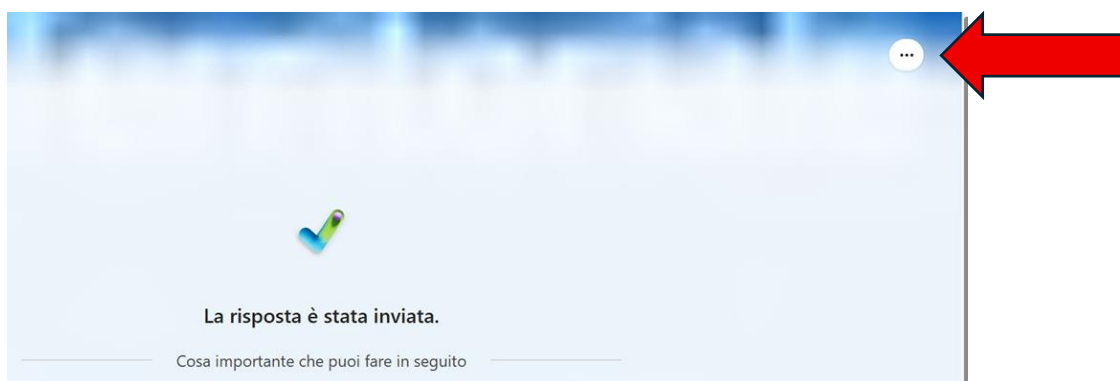 La risposta è stata inviata.
Cosa importante che puoi fare in seguito